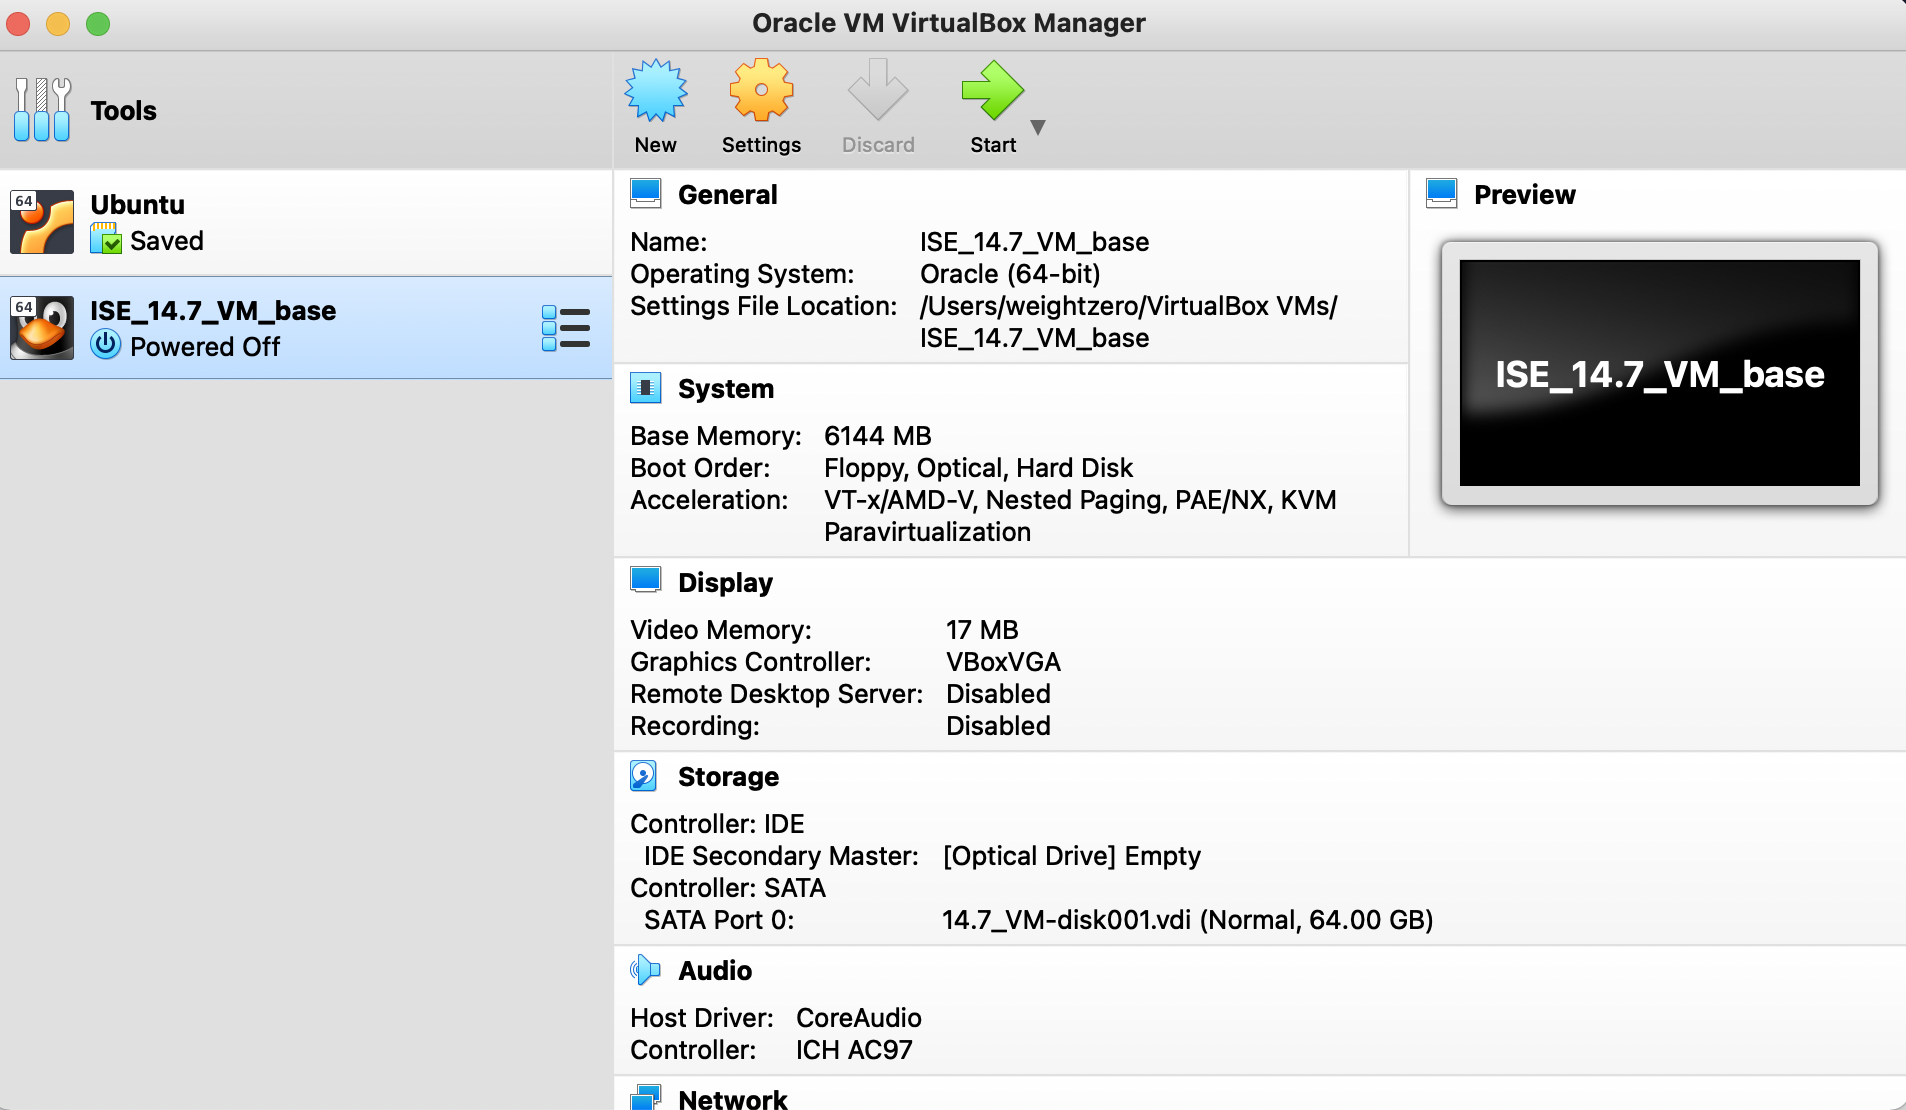 Oracle VM VirtualBox Manager
Tools
New
Settings
Discard
Start
64
Ubuntu
Saved
64
ISE_14.7_VM_base
Powered Off
General
Name: ISE_14.7_VM_base
Operating System: Oracle (64-bit)
Settings File Location: /Users/weightzero/VirtualBox VMs/
ISE_14.7_VM_base
Preview
ISE_14.7_VM_base
System
Base Memory: 6144 MB
Boot Order: Floppy, Optical, Hard Disk
Acceleration: VT-x/AMD-V, Nested Paging, PAE/NX, KVM
Paravirtualization
Display
Video Memory: 17 MB
Graphics Controller: VBoxVGA
Remote Desktop Server: Disabled
Recording: Disabled
Storage
Controller: IDE
IDE Secondary Master: [Optical Drive] Empty
Controller: SATA
SATA Port 0: 14.7_VM-disk001.vdi (Normal, 64.00 GB)
Audio
Host Driver: CoreAudio
Controller: ICH AC97
Network